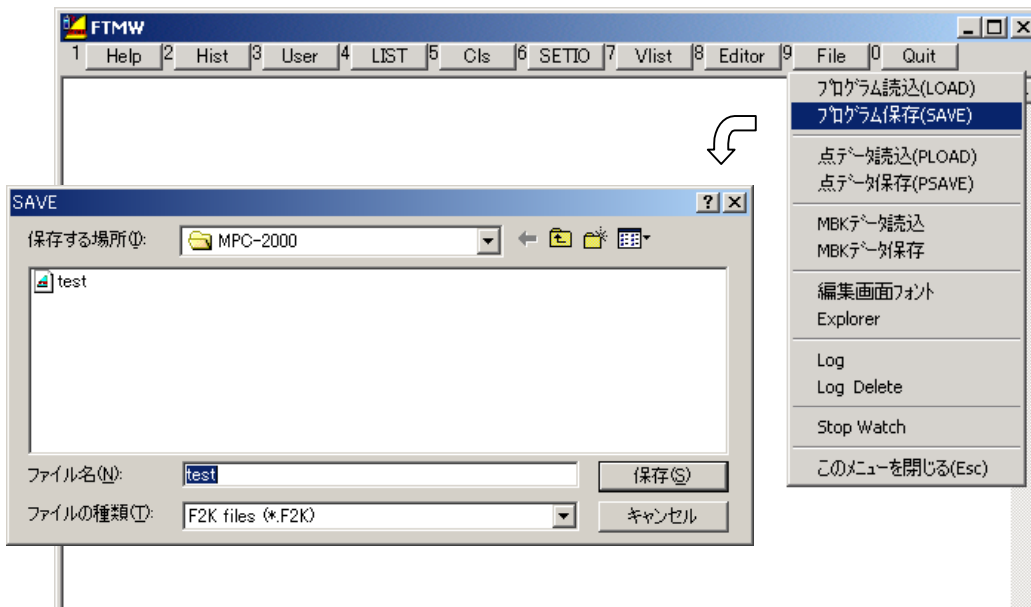 FTMW
1 Help 2 Hist 3 User 4 LIST 5 Cls 6 SETIO 7 Vlist 8 Editor 9 File 0 Quit
プログラム読込(LOAD)
プログラム保存(SAVE)
点データ読込(PLOAD)
点データ保存(PSAVE)
MBKデータ読込
MBKデータ保存
編集画面フォント
Explorer
Log
Log Delete
Stop Watch
このメニューを閉じる(Esc)
SAVE
保存する場所(I):
MPC-2000
test
ファイル名(N):
test
保存(S)
ファイルの種類(T):
F2K files (*.F2K)
キャンセル